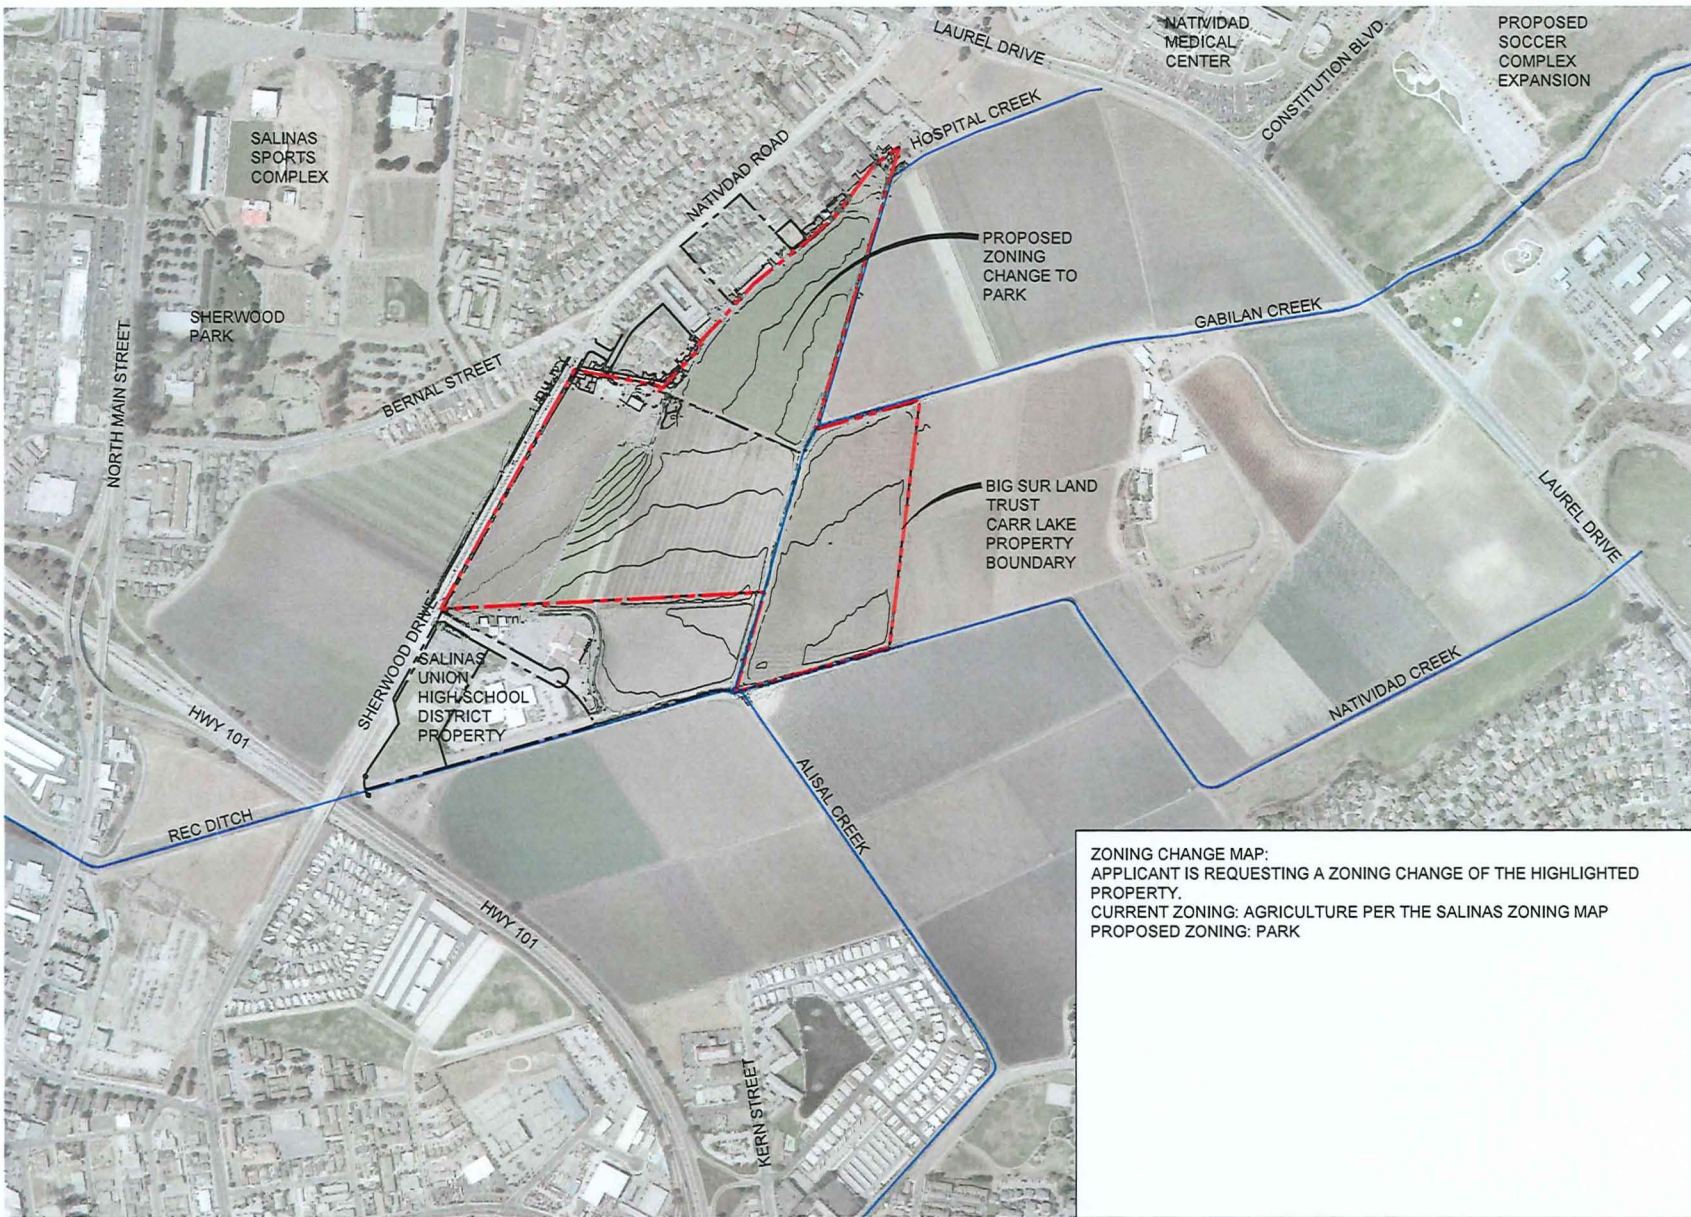 LAUREL DRIVE
NATIVIDAD
MEDICAL
CENTER
CONSTITUTION BLVD.
PROPOSED
SOCCER
COMPLEX
EXPANSION
SALINAS
SPORTS
COMPLEX
HOSPITAL CREEK
NATIVDAD ROAD
PROPOSED
ZONING
CHANGE TO
PARK
SHERWOOD
PARK
GABILAN CREEK
NORTH MAIN STREET
BERNAL STREET
BIG SUR LAND
TRUST
CARR LAKE
PROPERTY
BOUNDARY
LAUREL DRIVE
SHERWOOD DRIVE
SALINAS
UNION
HIGH SCHOOL
DISTRICT
PROPERTY
NATIVIDAD CREEK
HWY 101
ALISAL CREEK
REC DITCH
HWY 101
KERN STREET
ZONING CHANGE MAP:
APPLICANT IS REQUESTING A ZONING CHANGE OF THE HIGHLIGHTED
PROPERTY.
CURRENT ZONING: AGRICULTURE PER THE SALINAS ZONING MAP
PROPOSED ZONING: PARK